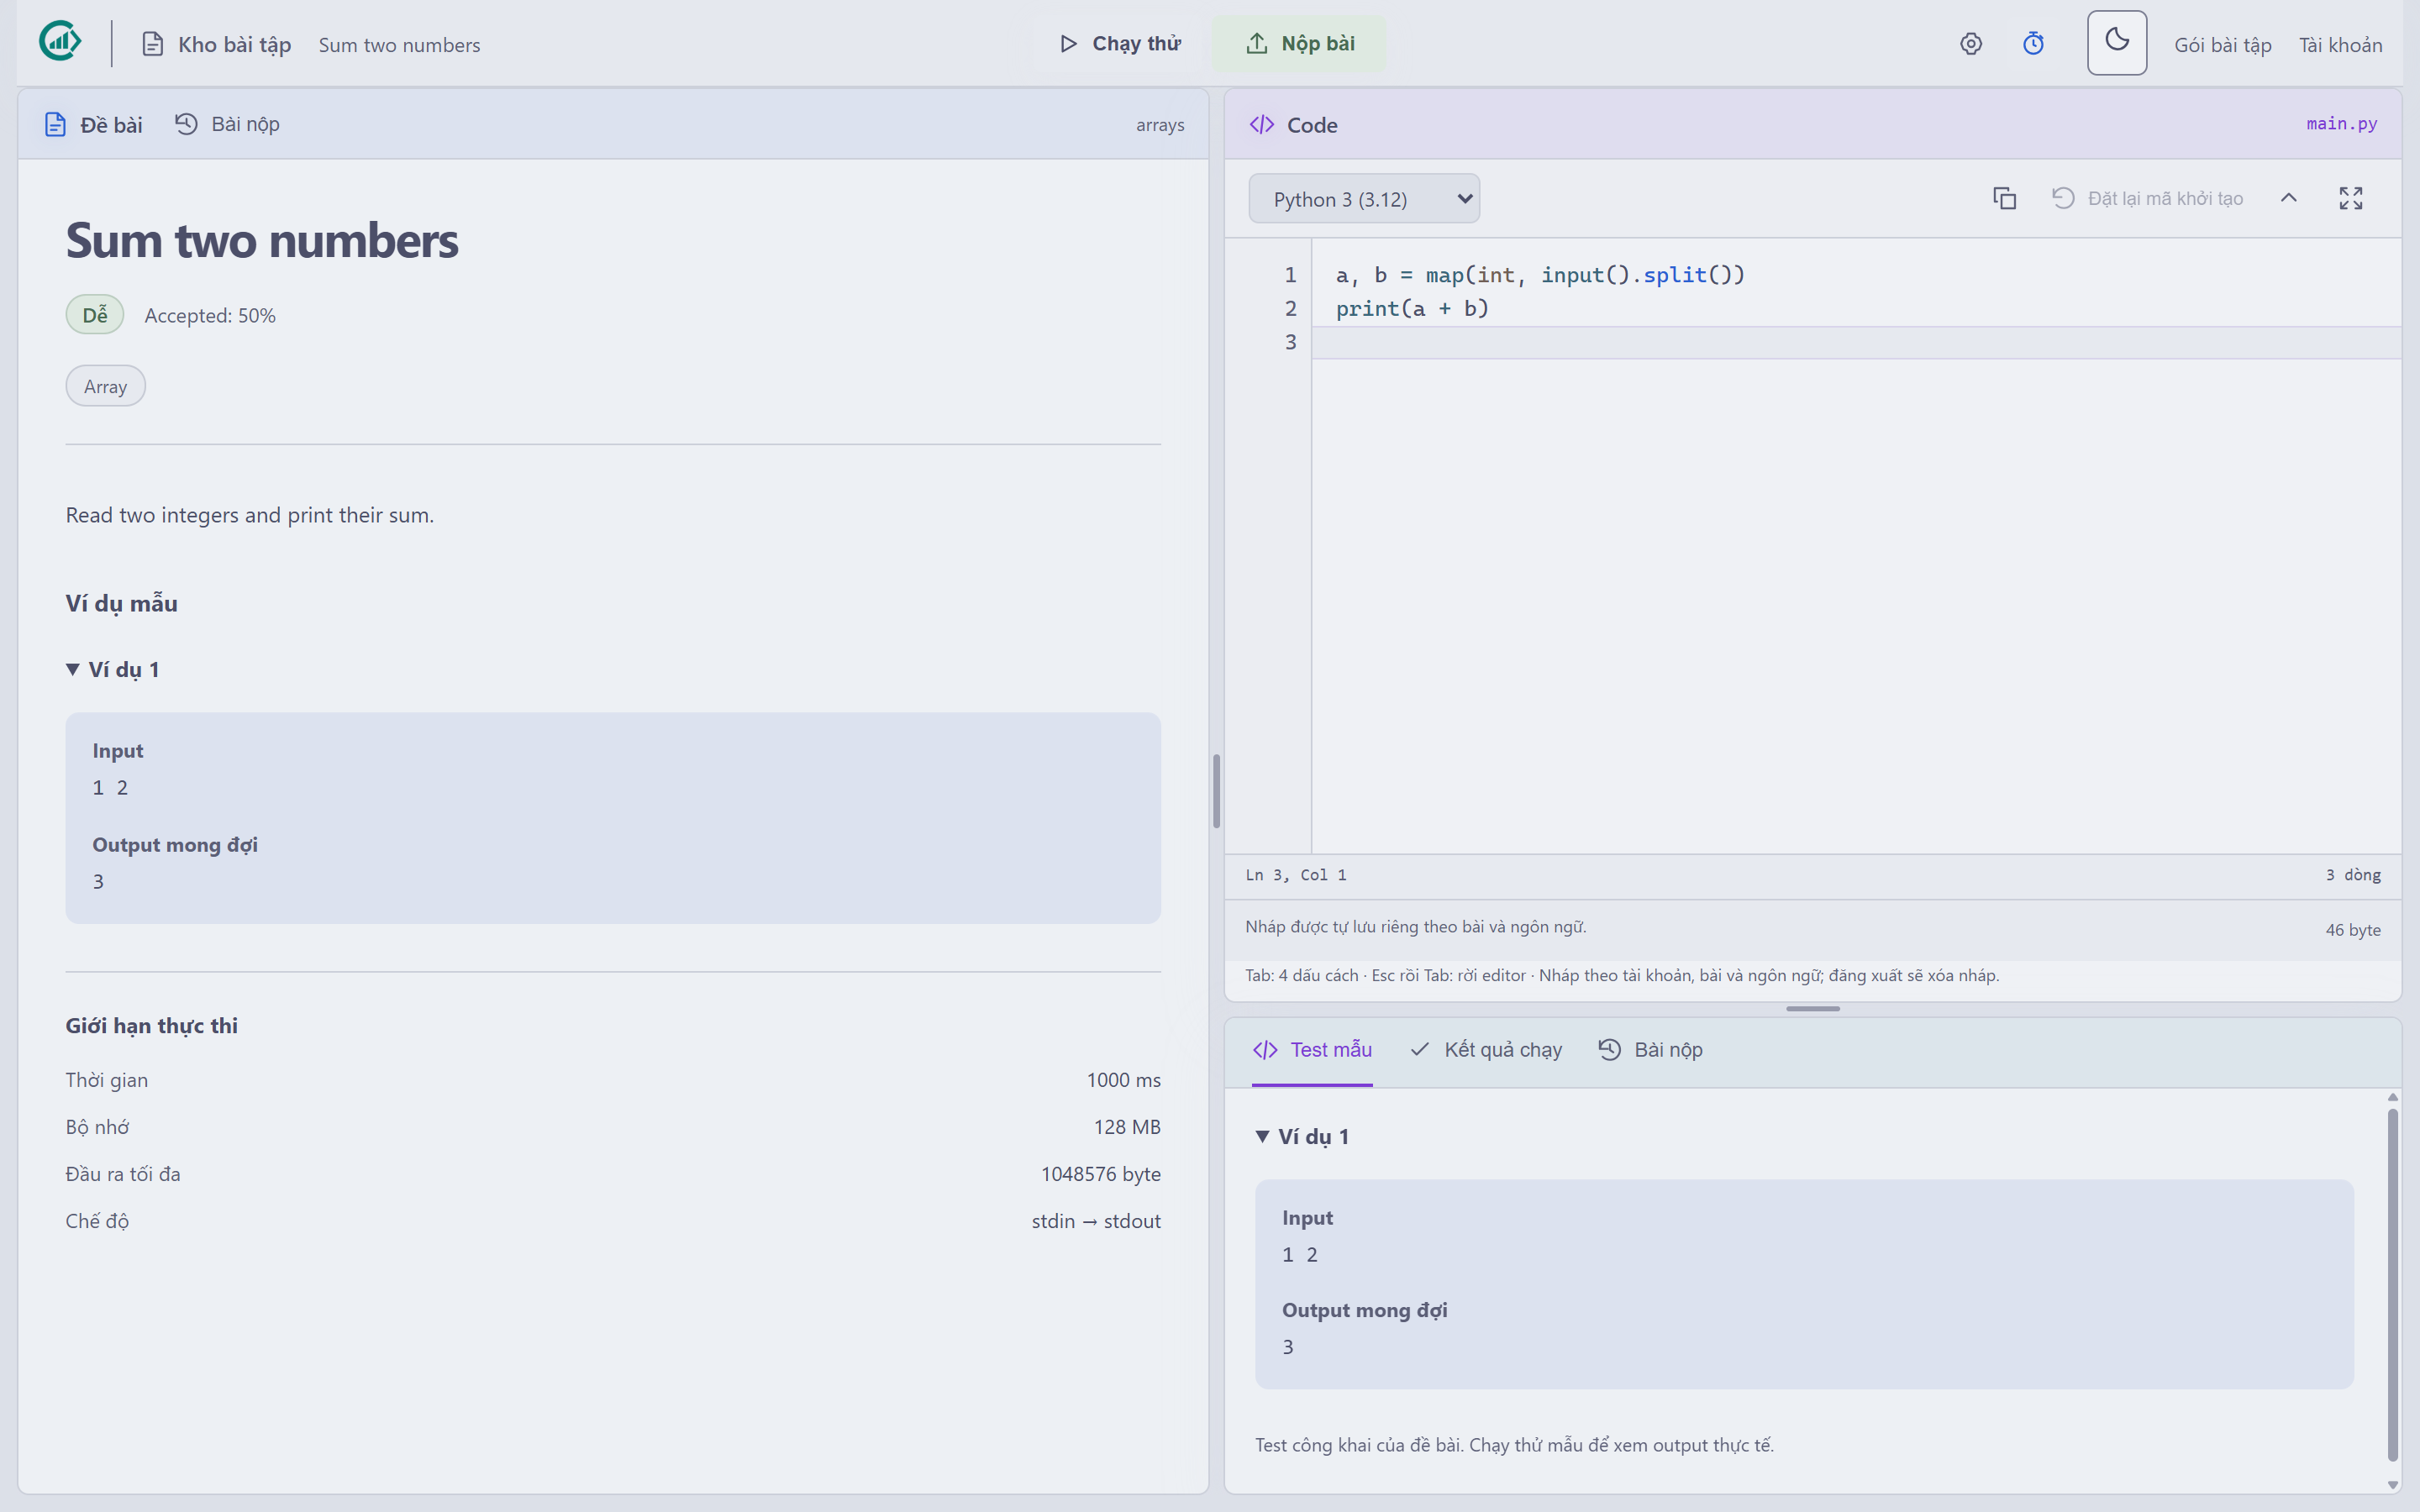 Kho bài tập
Sum two numbers
Chạy thử
Nộp bài
Gói bài tập
Tài khoản
Đề bài
Bài nộp
arrays
Sum two numbers
Dễ
Accepted: 50%
Array
Read two integers and print their sum.
Ví dụ mẫu
Ví dụ 1
Input
1 2
Output mong đợi
3
Giới hạn thực thi
Thời gian
1000 ms
Bộ nhớ
128 MB
Đầu ra tối đa
1048576 byte
Chế độ
stdin → stdout
Code
main.py
Python 3 (3.12)
Đặt lại mã khởi tạo
1 a, b = map(int, input().split())
2 print(a + b)
3
Ln 3, Col 1
3 dòng
Nháp được tự lưu riêng theo bài và ngôn ngữ.
46 byte
Tab: 4 dấu cách · Esc rồi Tab: rời editor · Nháp theo tài khoản, bài và ngôn ngữ; đăng xuất sẽ xóa nháp.
Test mẫu
Kết quả chạy
Bài nộp
Ví dụ 1
Input
1 2
Output mong đợi
3
Test công khai của đề bài. Chạy thử mẫu để xem output thực tế.